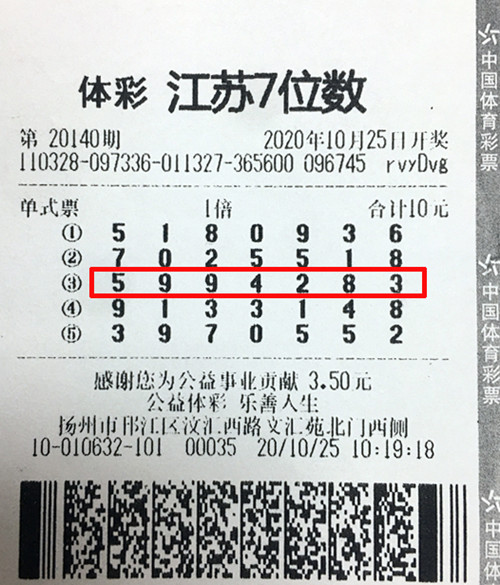 体彩 江苏7位数
第 20140期 2020年10月25日开奖
110328-097336-011327-365600 096745 rvyDvg
单式票 1倍 合计10元
① 5 1 8 0 9 3 6
② 7 0 2 5 5 1 8
③ 5 9 9 4 2 8 3
④ 9 1 3 3 1 4 8
⑤ 3 9 7 0 5 5 2
感谢您为公益事业贡献 3.50元
公益体彩 乐善人生
扬州市邗江区汶汇西路文汇苑北门西侧
10-010632-101 00035 20/10/25 10:19:18
中国体育彩票
中国体育彩票
中国体